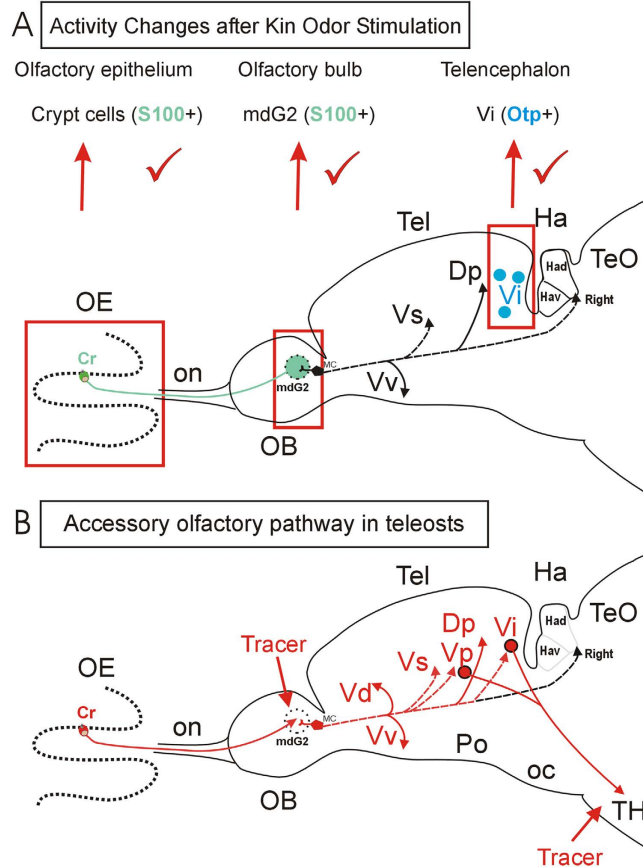 A
Activity Changes after Kin Odor Stimulation
Olfactory epithelium
Olfactory bulb
Telencephalon
Crypt cells (S100+)
mdG2 (S100+)
Vi (Otp+)
Tel
Ha
TeO
Dp
Had
Vi
Hav
Right
OE
Vs
Cr
on
MC
mdG2
Vv
OB
B
Accessory olfactory pathway in teleosts
Tel
Ha
TeO
Dp
Vi
Had
Tracer
Vs
Vp
Hav
Right
OE
Vd
Cr
on
MC
mdG2
Vv
Po
OB
oc
TH
Tracer